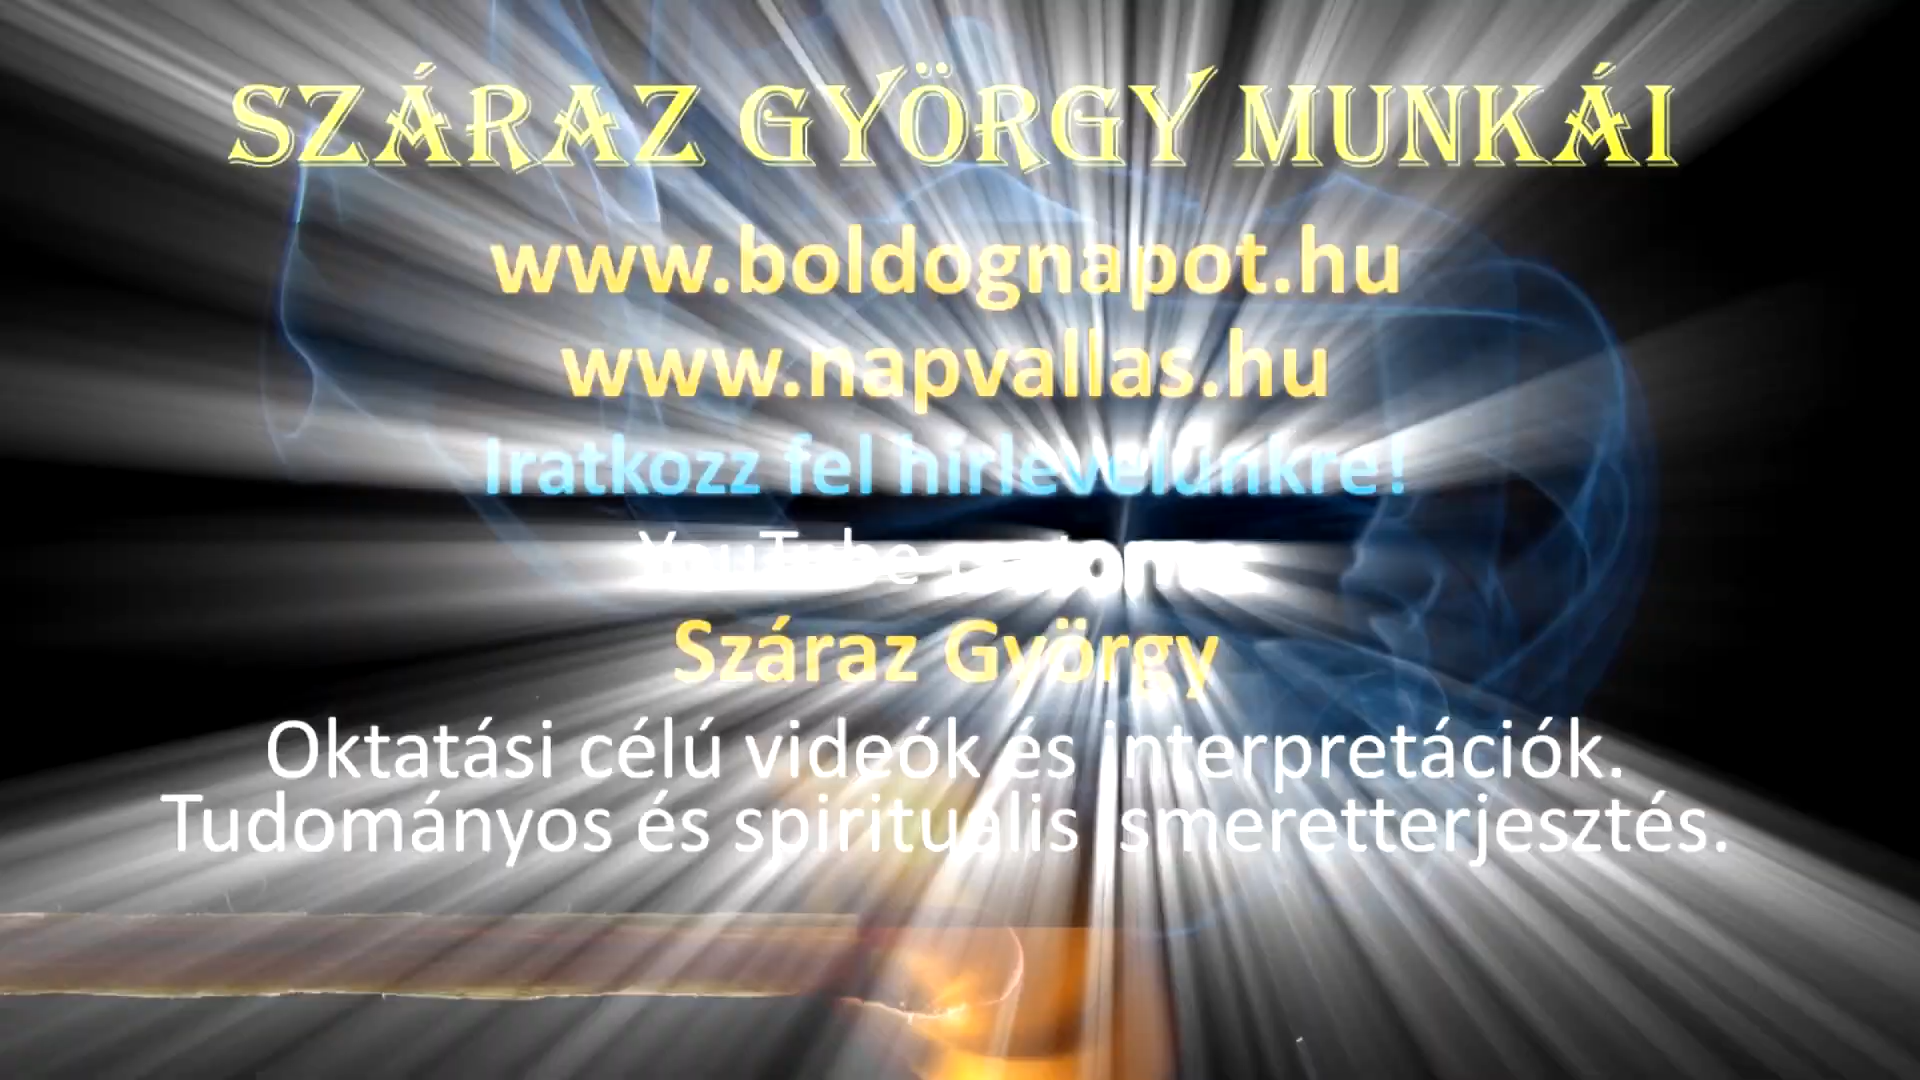 SZÁRAZ GYÖRGY MUNKÁI
www.boldognapot.hu
www.napvallas.hu
Iratkozz fel hírlevelünkre!
YouTube
Száraz György
Oktatási célú videók és interpretációk.
Tudományos és spirituális ismeretterjesztés.